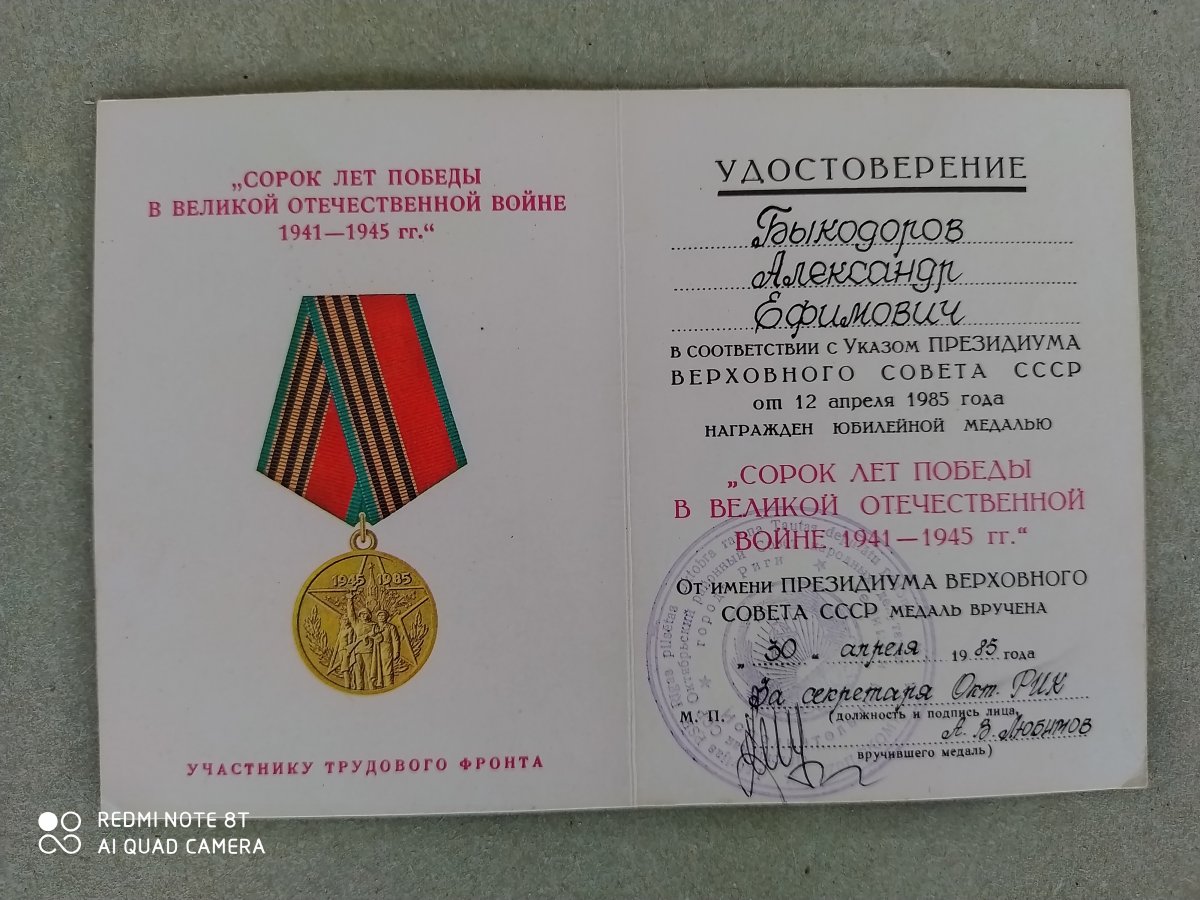 „СОРОК ЛЕТ ПОБЕДЫ
В ВЕЛИКОЙ ОТЕЧЕСТВЕННОЙ ВОЙНЕ
1941—1945 гг.“
1945 1985
УЧАСТНИКУ ТРУДОВОГО ФРОНТА
УДОСТОВЕРЕНИЕ
Быкодоров
Александр
Ефимович
В СООТВЕТСТВИИ С УКАЗОМ ПРЕЗИДИУМА
ВЕРХОВНОГО СОВЕТА СССР
от 12 апреля 1985 года
НАГРАЖДЕН ЮБИЛЕЙНОЙ МЕДАЛЬЮ
„СОРОК ЛЕТ ПОБЕДЫ
В ВЕЛИКОЙ ОТЕЧЕСТВЕННОЙ
ВОЙНЕ 1941—1945 гг.“
ОТ ИМЕНИ ПРЕЗИДИУМА ВЕРХОВНОГО
СОВЕТА СССР МЕДАЛЬ ВРУЧЕНА
„30“ апреля 1985 года
За секретаря Окт. РИК
М. П. (должность и подпись лица,
А. В. Любимов
вручившего медаль)
REDMI NOTE 8T
AI QUAD CAMERA